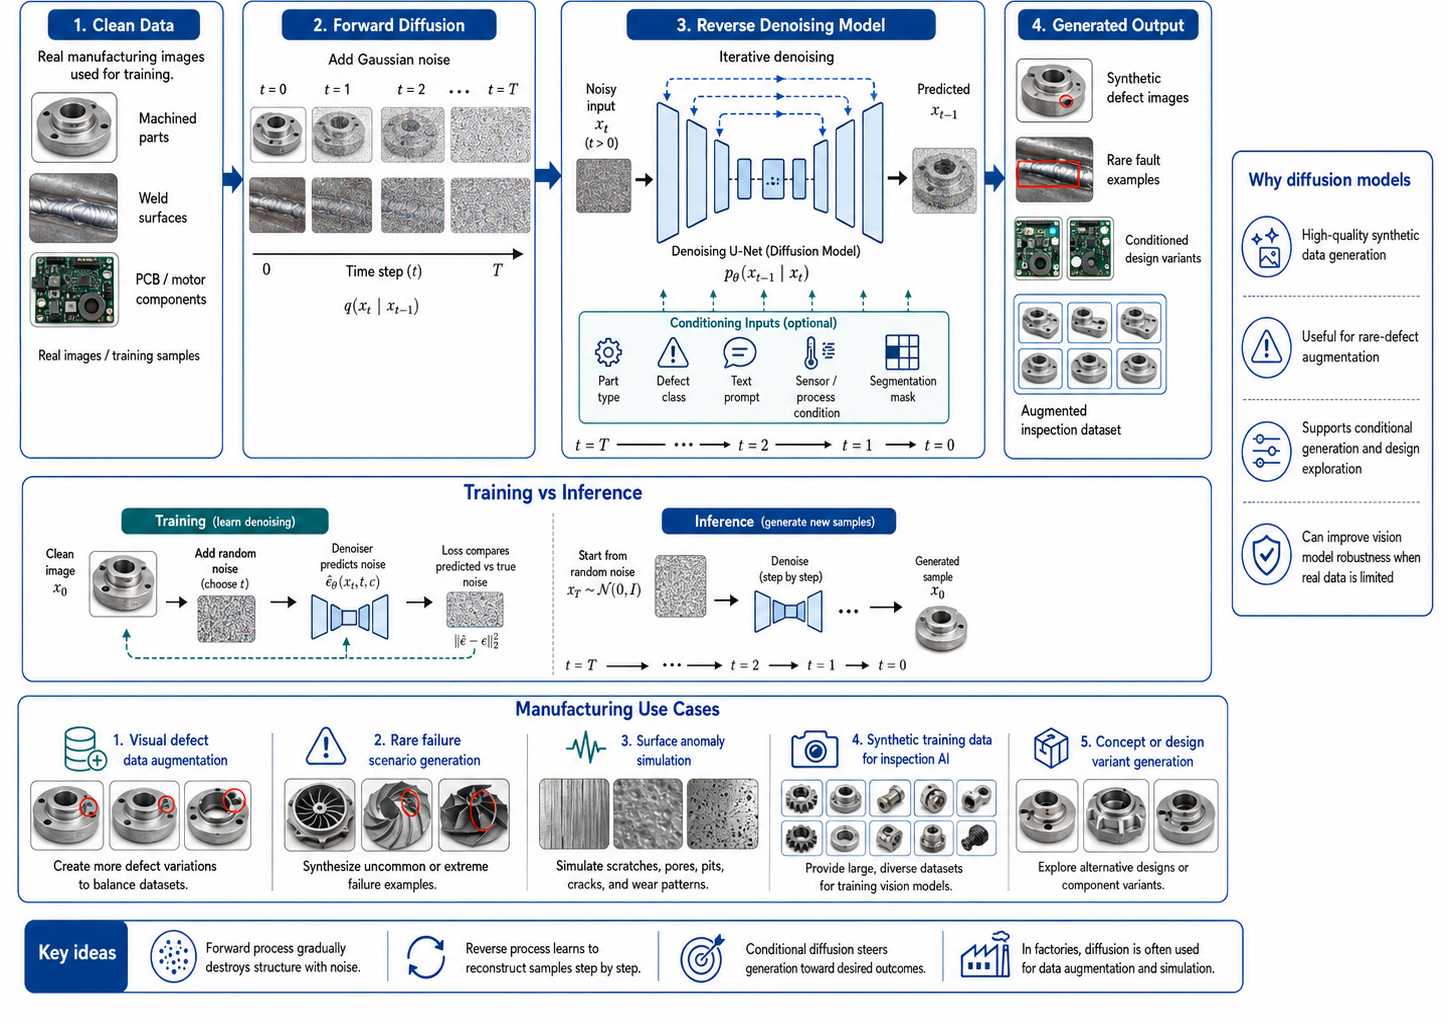 1. Clean Data
Real manufacturing images
used for training.
Machined
parts
Weld
surfaces
PCB / motor
components
Real images / training samples
2. Forward Diffusion
Add Gaussian noise
t = 0
t = 1
t = 2
...
t = T
0
Time step (t)
T
q(x_t | x_{t−1})
3. Reverse Denoising Model
Iterative denoising
Noisy
input
x_t
(t > 0)
Predicted
x_{t−1}
Denoising U-Net (Diffusion Model)
p_θ(x_{t−1} | x_t)
Conditioning Inputs (optional)
Part
type
Defect
class
Text
prompt
Sensor /
process
condition
Segmentation
mask
t = T
...
t = 2
t = 1
t = 0
4. Generated Output
Synthetic
defect images
Rare fault
examples
Conditioned
design variants
Augmented
inspection dataset
Why diffusion models
High-quality synthetic
data generation
Useful for rare-defect
augmentation
Supports conditional
generation and design
exploration
Can improve vision
model robustness when
real data is limited
Training vs Inference
Training (learn denoising)
Clean
image
x_0
Add random
noise
(choose t)
Denoiser
predicts noise
ϵ̂_θ(x_t, t, c)
Loss compares
predicted vs true
noise
||ϵ̂ − ϵ||_2^2
Inference (generate new samples)
Start from
random noise
x_T ~ 𝒩(0, I)
Denoise
(step by step)
...
Generated
sample
x_0
t = T
...
t = 2
t = 1
t = 0
Manufacturing Use Cases
1. Visual defect
data augmentation
Create more defect variations
to balance datasets.
2. Rare failure
scenario generation
Synthesize uncommon or extreme
failure examples.
3. Surface anomaly
simulation
Simulate scratches, pores, pits,
cracks, and wear patterns.
4. Synthetic training data
for inspection AI
Provide large, diverse datasets
for training vision models.
5. Concept or design
variant generation
Explore alternative designs or
component variants.
Key ideas
Forward process gradually
destroys structure with noise.
Reverse process learns to
reconstruct samples step by step.
Conditional diffusion steers
generation toward desired outcomes.
In factories, diffusion is often used
for data augmentation and simulation.